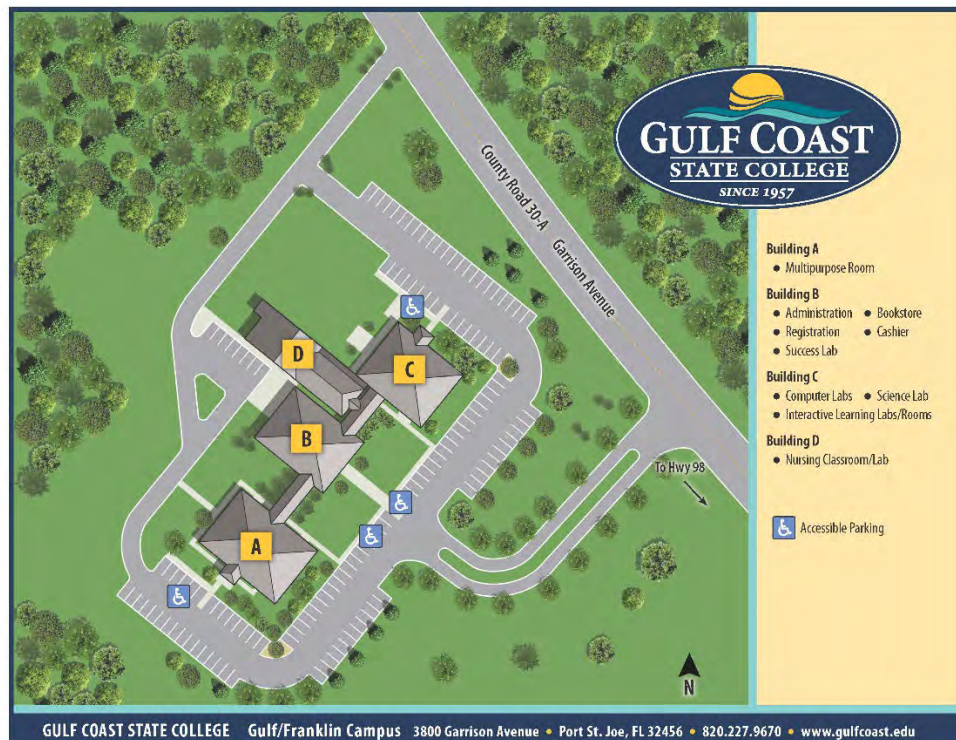 GULF COAST
STATE COLLEGE
SINCE 1957
County Road 30-A Garrison Avenue
D
C
B
A
To Hwy 98
N
Building A
• Multipurpose Room
Building B
• Administration • Bookstore
• Registration • Cashier
• Success Lab
Building C
• Computer Labs • Science Lab
• Interactive Learning Labs/Rooms
Building D
• Nursing Classroom/Lab
Accessible Parking
GULF COAST STATE COLLEGE Gulf/Franklin Campus 3800 Garrison Avenue • Port St. Joe, FL 32456 • 820.227.9670 • www.gulfcoast.edu